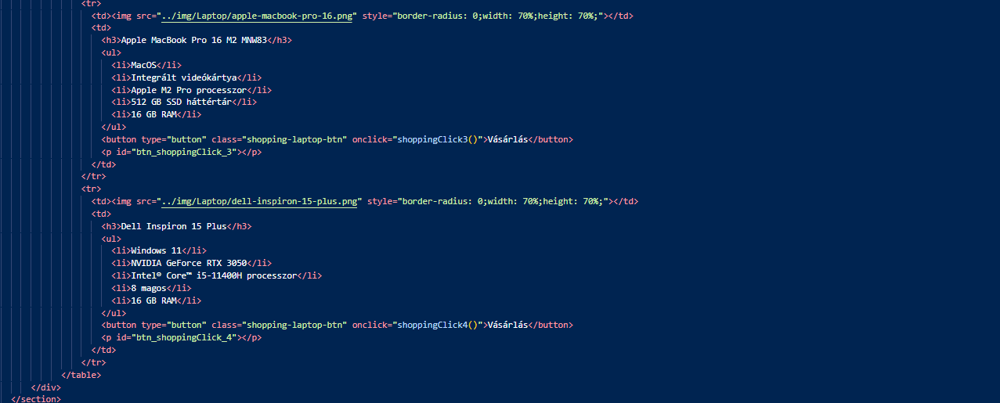 <tr>
<td><img src="../img/Laptop/apple-macbook-pro-16.png" style="border-radius: 0;width: 70%;height: 70%;"></td>
<td>
<h3>Apple MacBook Pro 16 M2 MNW83</h3>
<ul>
<li>MacOS</li>
<li>Integrált videókártya</li>
<li>Apple M2 Pro processzor</li>
<li>512 GB SSD háttértár</li>
<li>16 GB RAM</li>
</ul>
<button type="button" class="shopping-laptop-btn" onclick="shoppingClick3()">Vásárlás</button>
<p id="btn_shoppingClick_3"></p>
</td>
</tr>
<tr>
<td><img src="../img/Laptop/dell-inspiron-15-plus.png" style="border-radius: 0;width: 70%;height: 70%;"></td>
<td>
<h3>Dell Inspiron 15 Plus</h3>
<ul>
<li>Windows 11</li>
<li>NVIDIA GeForce RTX 3050</li>
<li>Intel® Core™ i5-11400H processzor</li>
<li>8 magos</li>
<li>16 GB RAM</li>
</ul>
<button type="button" class="shopping-laptop-btn" onclick="shoppingClick4()">Vásárlás</button>
<p id="btn_shoppingClick_4"></p>
</td>
</tr>
</table>
</div>
</section>